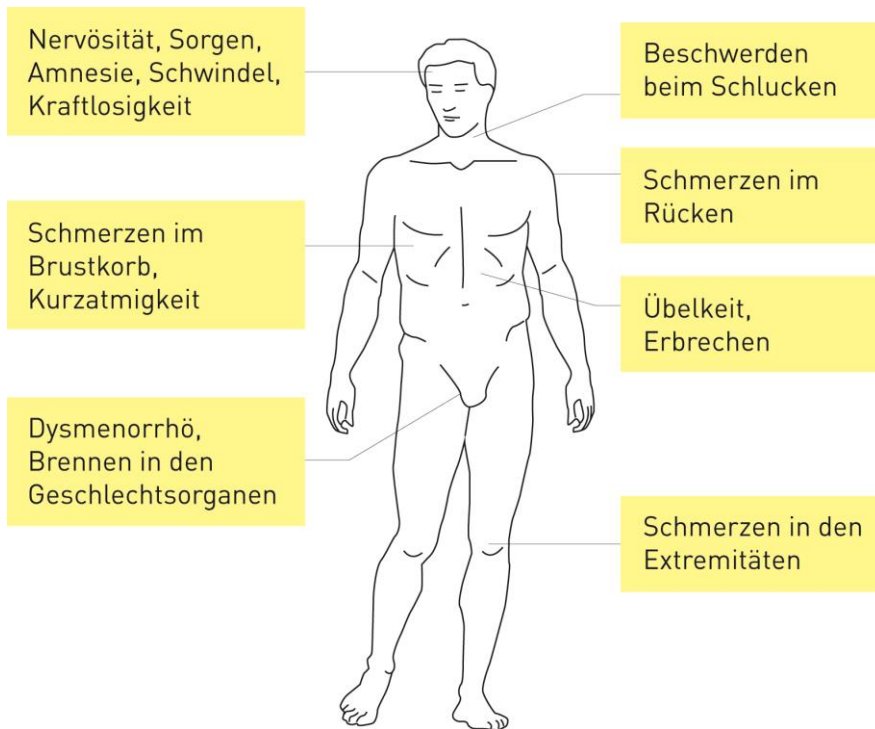 Nervösität, Sorgen,
Amnesie, Schwindel,
Kraftlosigkeit
Beschwerden
beim Schlucken
Schmerzen im
Rücken
Schmerzen im
Brustkorb,
Kurzatmigkeit
Übelkeit,
Erbrechen
Dysmenorrhö,
Brennen in den
Geschlechtsorganen
Schmerzen in den
Extremitäten